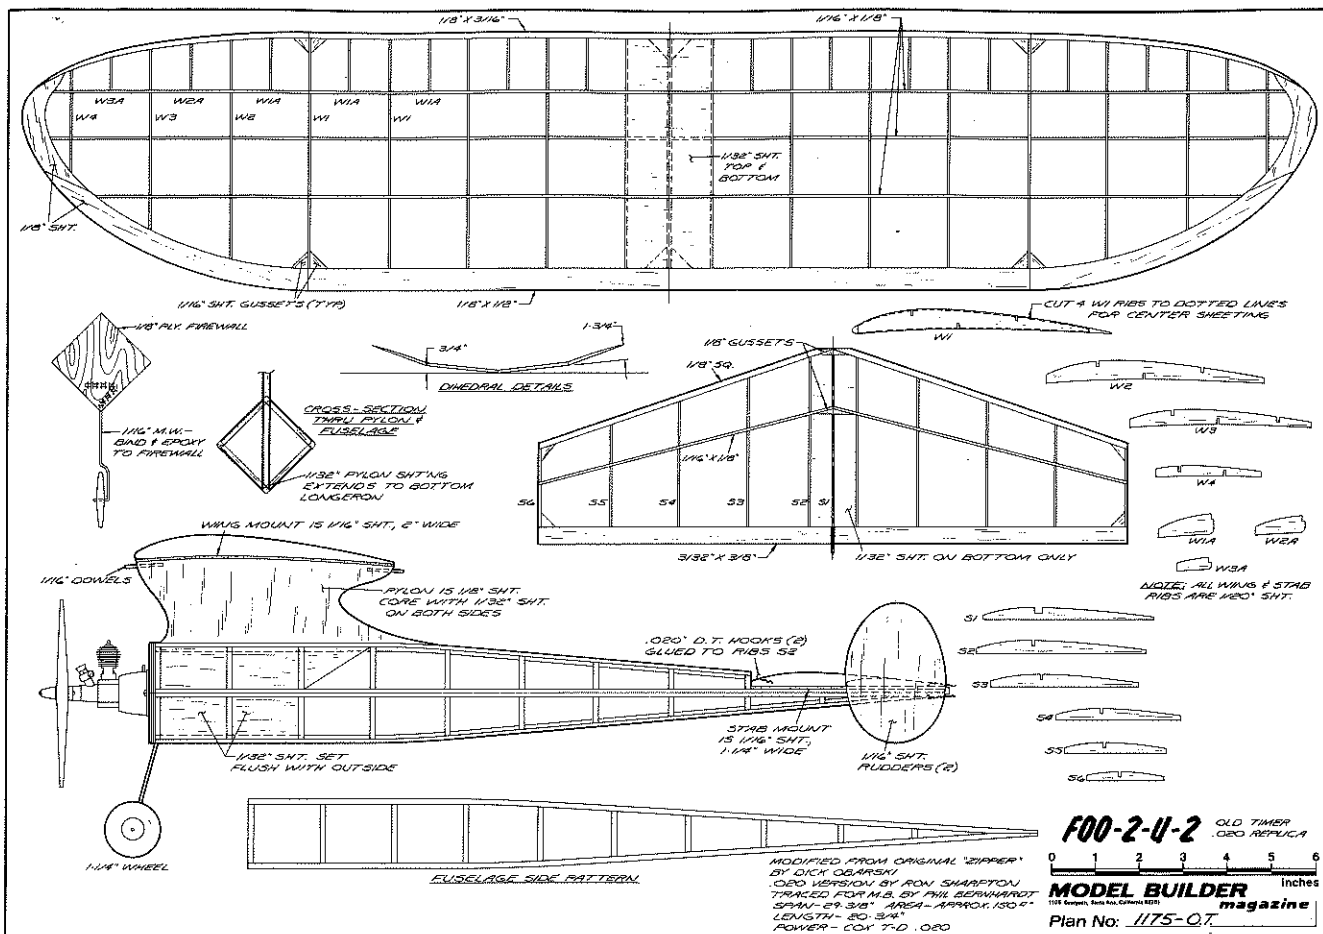 1/8" X 3/16"
1/16" X 1/8"
W3A
W2A
W1A
W1A
W1A
W4
W3
W2
W1
W1
1/32" SHT.
TOP &
BOTTOM
1/8" SHT.
1/16" SHT. GUSSETS (TYP)
1/8" X 1/2"
CUT 4 W1 RIBS TO DOTTED LINES
FOR CENTER SHEETING
W1
1/8" PLY. FIREWALL
3/4"
1-3/4"
DIHEDRAL DETAILS
1/8" GUSSETS
1/8" SQ.
W2
CROSS-SECTION
THRU PYLON &
FUSELAGE
1/16" M.W.-
BIND & EPOXY
TO FIREWALL
1/16" X 1/8"
W3
1/32" PYLON SHT'NG
EXTENDS TO BOTTOM
LONGERON
W4
S6
S5
S4
S3
S2
S1
WING MOUNT IS 1/16" SHT., 2" WIDE
3/32" X 3/8"
1/32" SHT. ON BOTTOM ONLY
W1A
W2A
W3A
1/16" DOWELS
PYLON IS 1/8" SHT.
CORE WITH 1/32" SHT.
ON BOTH SIDES
NOTE: ALL WING & STAB
RIBS ARE 1/20" SHT.
S1
.020" D.T. HOOKS (2)
GLUED TO RIBS S2
S2
S3
S4
STAB MOUNT
IS 1/16" SHT.,
1-1/4" WIDE
1/16" SHT.
RUDDERS (2)
S5
S6
1/32" SHT. SET
FLUSH WITH OUTSIDE
1-1/4" WHEEL
FUSELAGE SIDE PATTERN
FOO-2-U-2
OLD TIMER
.020 REPLICA
MODIFIED FROM ORIGINAL "ZIPPER"
BY DICK OBARSKI
.020 VERSION BY RON SHARPTON
TRACED FOR M.B. BY PHIL BERNHARDT
SPAN-29-3/8" AREA-APPROX. 150
LENGTH-20-3/4"
POWER-COX T-D .020
0 1 2 3 4 5 6
inches
MODEL BUILDER
magazine
Plan No: 1175-O.T.